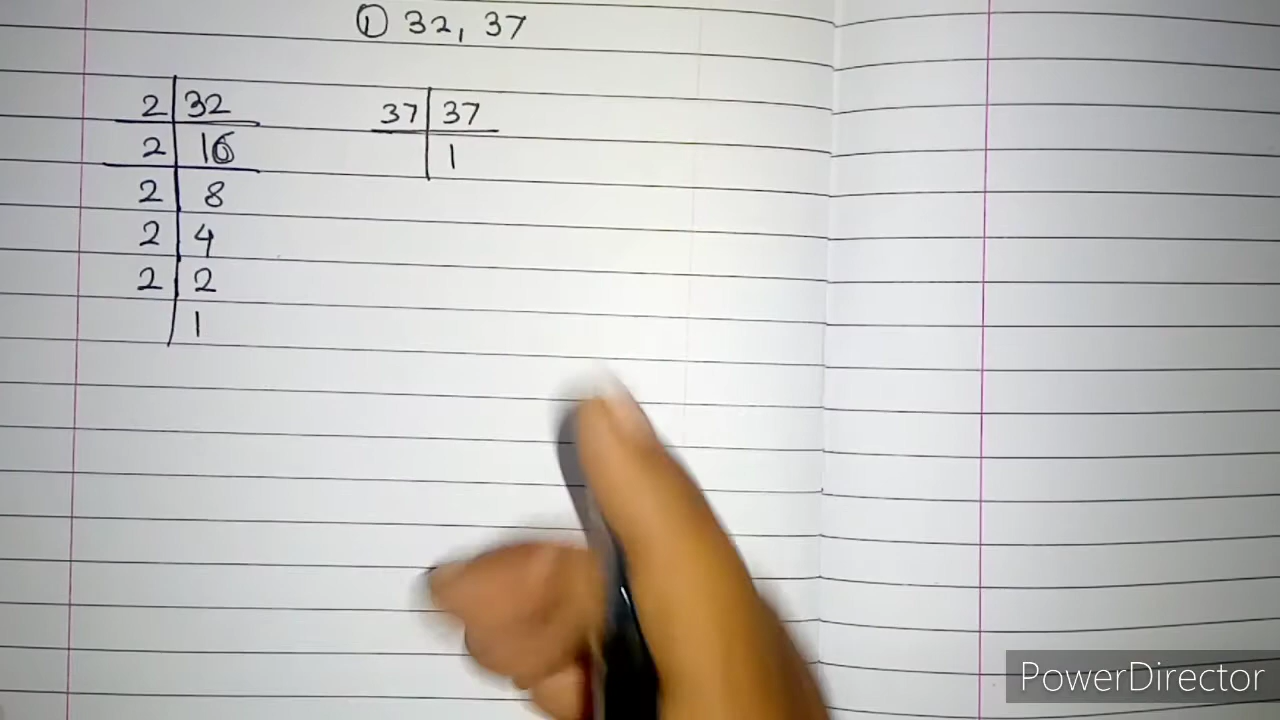 ① 32, 37
2 32 37 37
2 16 1
2 8
2 4
2 2
1
PowerDirector